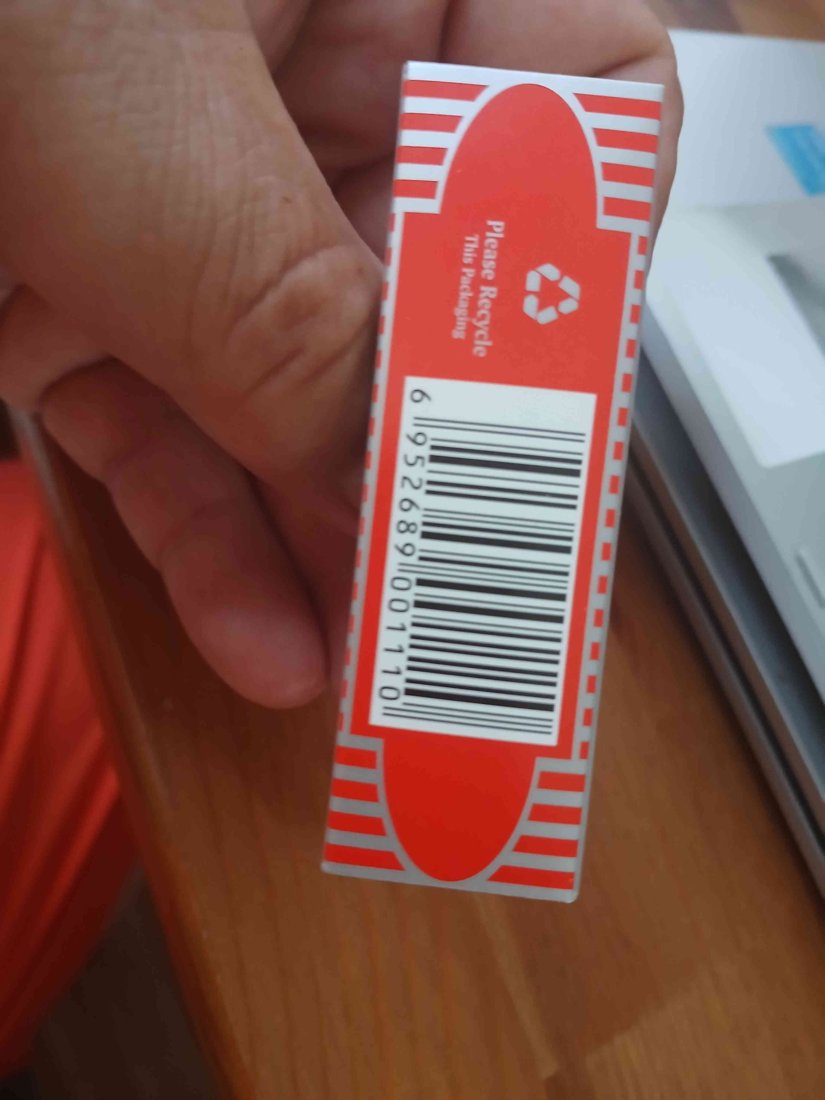 Please Recycle
This Packaging
6 952689 001110